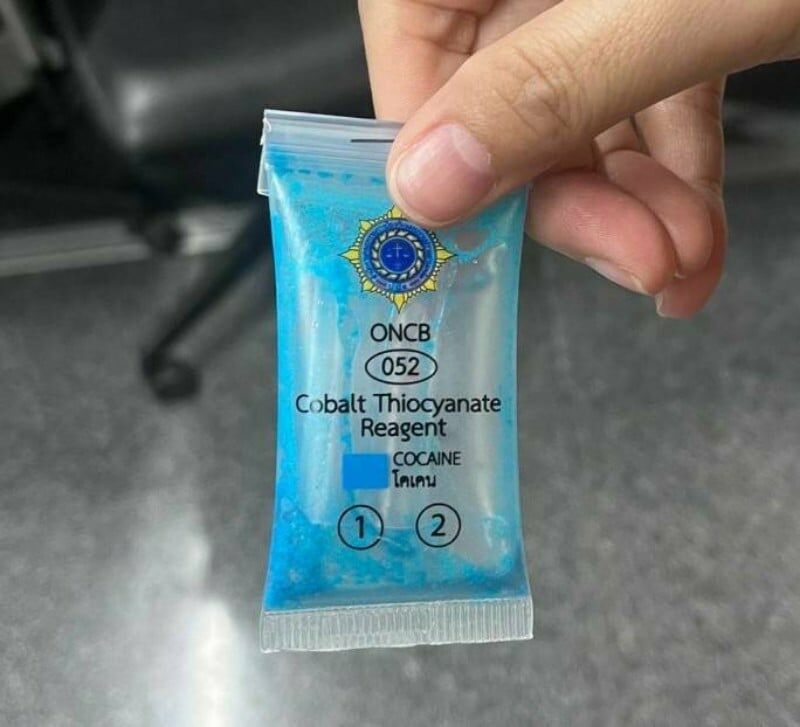 ONCB
052
Cobalt Thiocyanate
Reagent
COCAINE
โคเคน
1 2